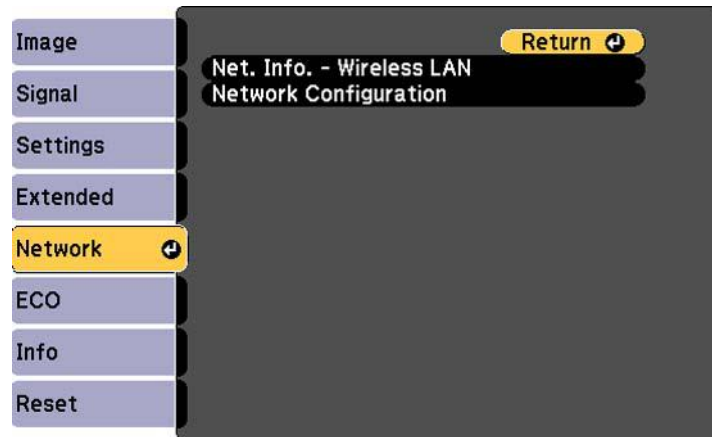 Image
Signal
Settings
Extended
Network
ECO
Info
Reset
Return
Net. Info. - Wireless LAN
Network Configuration